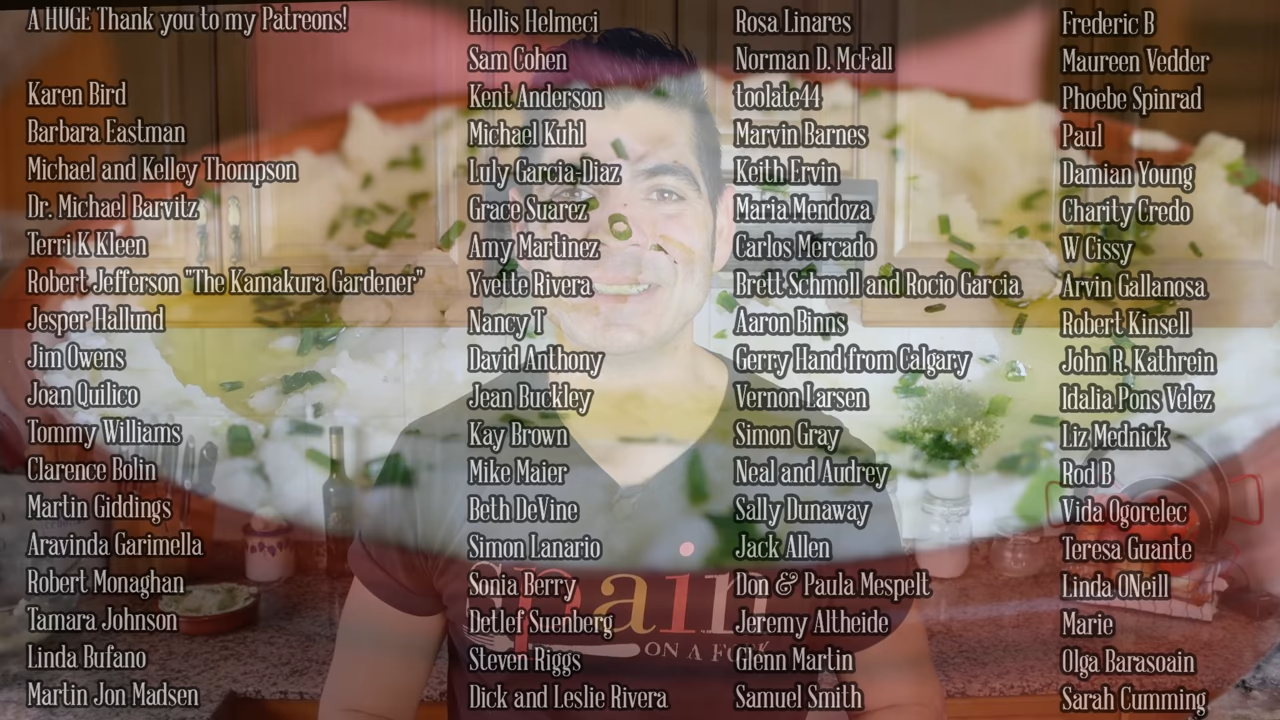 A HUGE Thank you to my Patreons!
Karen Bird
Barbara Eastman
Michael and Kelley Thompson
Dr. Michael Barvitz
Terri K Kleen
Robert Jefferson "The Kamakura Gardener"
Jesper Hallund
Jim Owens
Joan Quilico
Tommy Williams
Clarence Bolin
Martin Giddings
Aravinda Garimella
Robert Monaghan
Tamara Johnson
Linda Bufano
Martin Jon Madsen
Hollis Helmeci
Sam Cohen
Kent Anderson
Michael Kuhl
Luly Garcia-Diaz
Grace Suarez
Amy Martinez
Yvette Rivera
Nancy T
David Anthony
Jean Buckley
Kay Brown
Mike Maier
Beth DeVine
Simon Lanario
Sonia Berry
Detlef Suenberg
Steven Riggs
Dick and Leslie Rivera
Rosa Linares
Norman D. McFall
toolate44
Marvin Barnes
Keith Ervin
Maria Mendoza
Carlos Mercado
Brett Schmoll and Rocio Garcia
Aaron Binns
Gerry Hand from Calgary
Vernon Larsen
Simon Gray
Neal and Audrey
Sally Dunaway
Jack Allen
Don & Paula Mespelt
Jeremy Altheide
Glenn Martin
Samuel Smith
Frederic B
Maureen Vedder
Phoebe Spinrad
Paul
Damian Young
Charity Credo
W Cissy
Arvin Gallanosa
Robert Kinsell
John R. Kathrein
Idalia Pons Velez
Liz Mednick
Rod B
Vida Ogorelec
Teresa Guante
Linda ONeill
Marie
Olga Barasoain
Sarah Cumming
Spain
ON A FORK